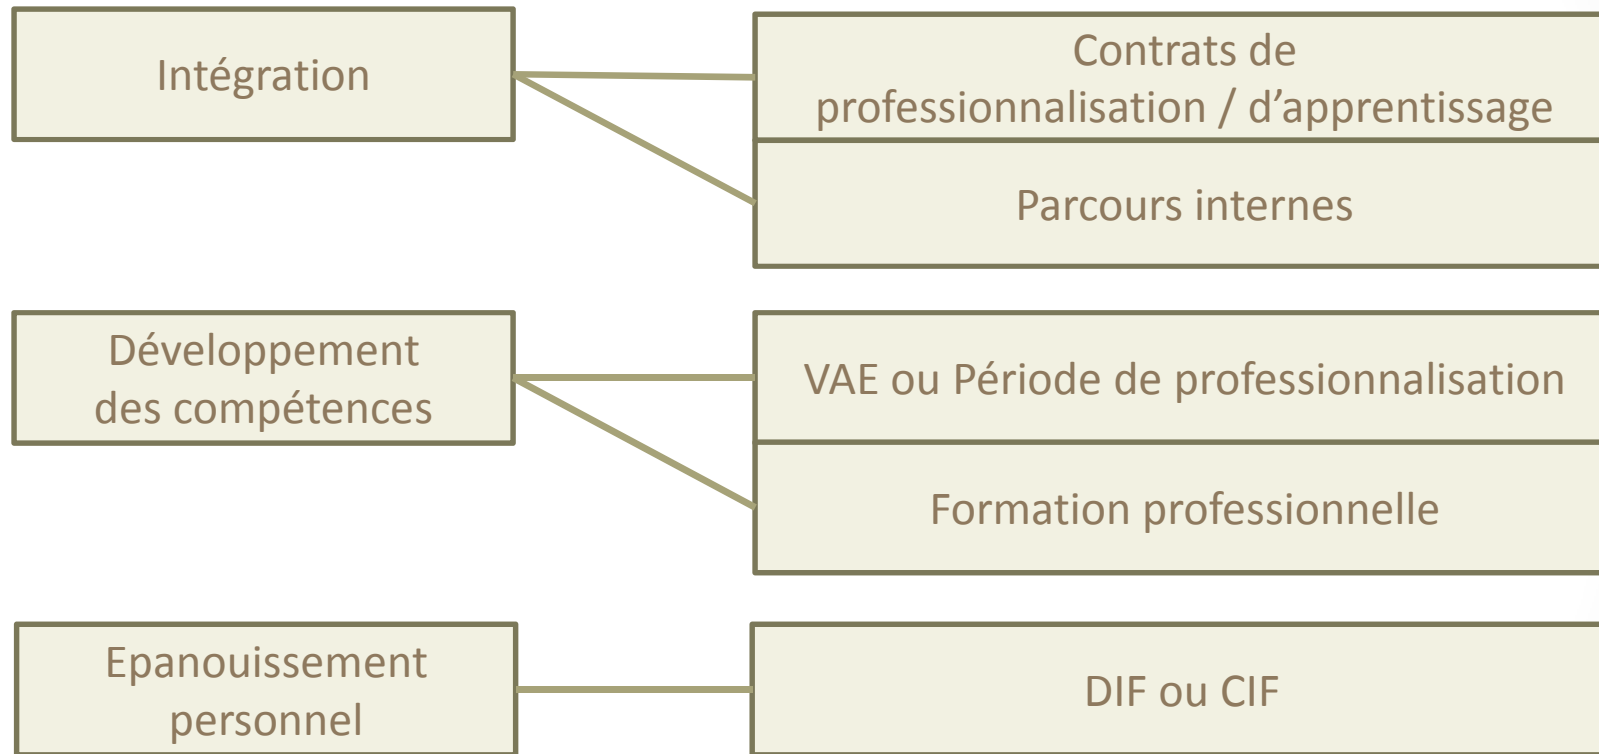 Intégration
Contrats de
professionnalisation / d’apprentissage
Parcours internes
Développement
des compétences
VAE ou Période de professionnalisation
Formation professionnelle
Epanouissement
personnel
DIF ou CIF